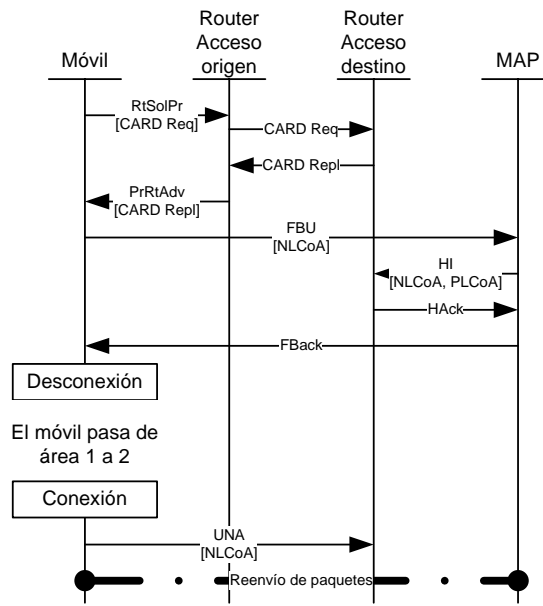 Móvil
Router
Acceso
origen
Router
Acceso
destino
MAP
RtSolPr
[CARD Req]
CARD Req
CARD Repl
PrRtAdv
[CARD Repl]
FBU
[NLCoA]
HI
[NLCoA, PLCoA]
HAck
FBack
Desconexión
El móvil pasa de
área 1 a 2
Conexión
UNA
[NLCoA]
Reenvío de paquetes